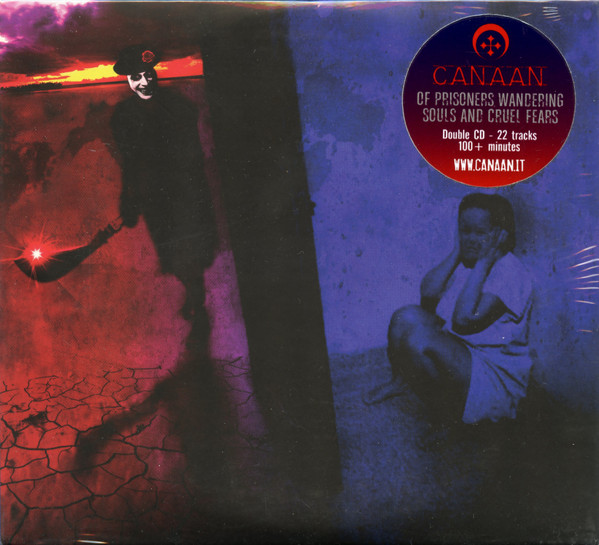 CANAAN
OF PRISONERS WANDERING
SOULS AND CRUEL FEARS
Double CD - 22 tracks
100+ minutes
WWW.CANAAN.IT